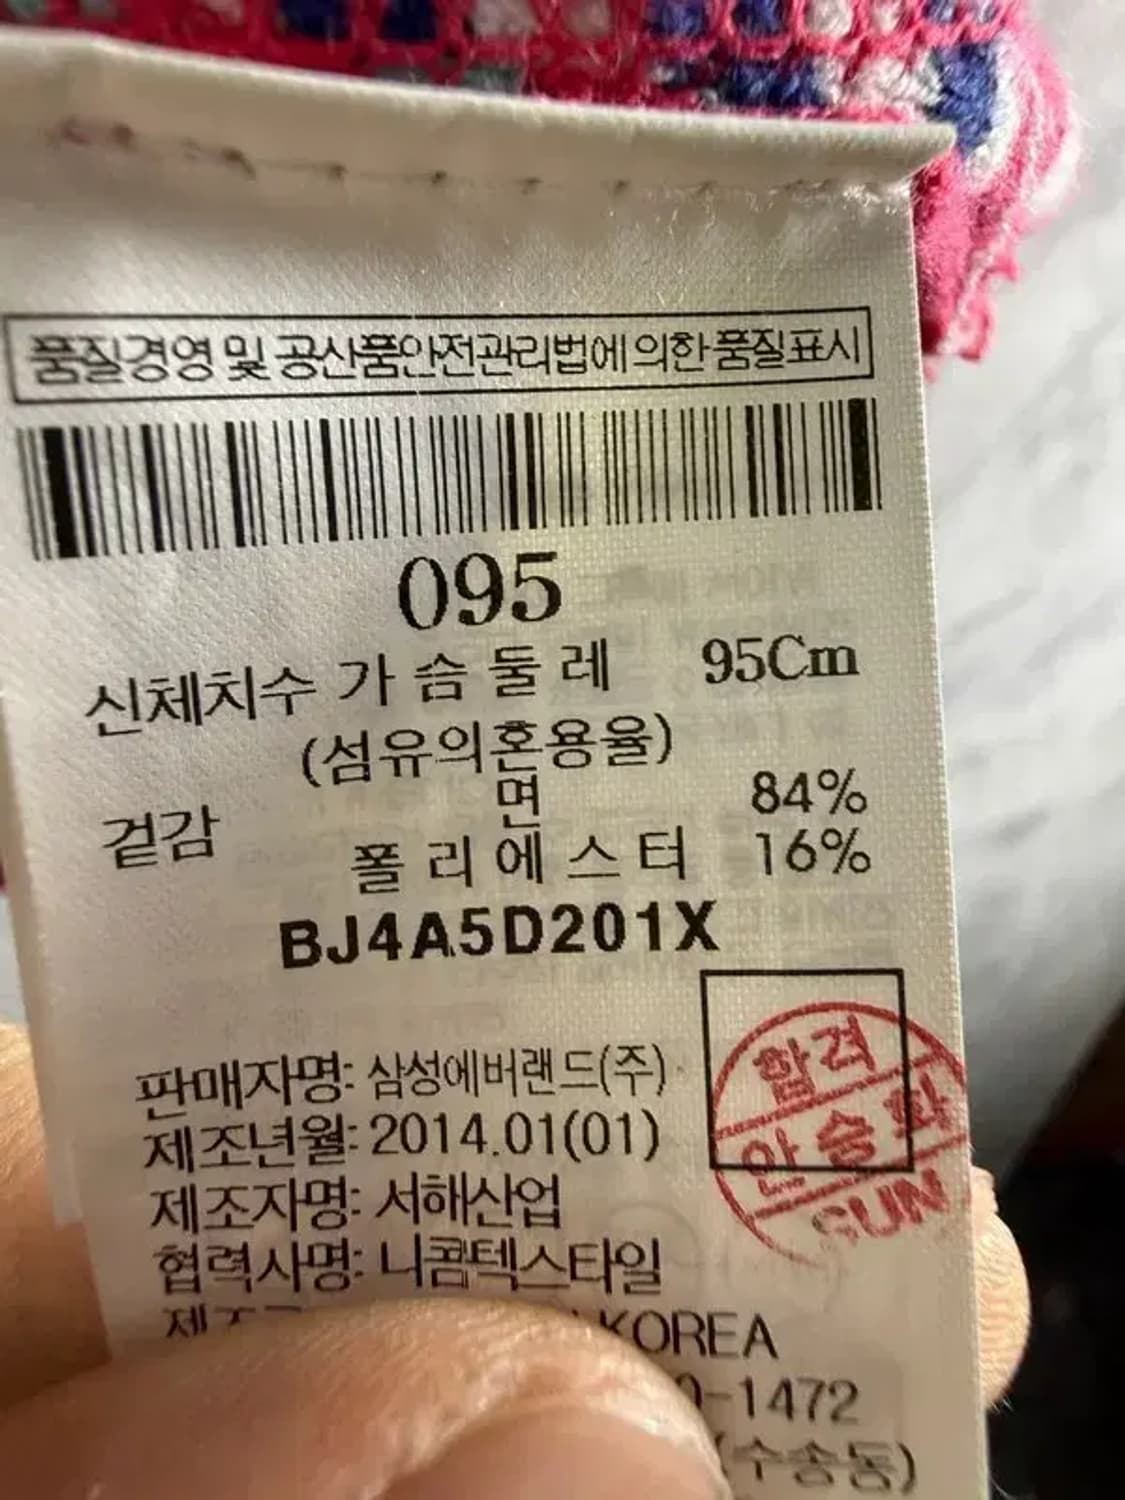 품질경영 및 공산품안전관리법에 의한 품질표시
095
신체치수 가 슴 둘 레 95Cm
(섬유의혼용율)
겉감 면 84%
폴 리 에 스 터 16%
BJ4A5D201X
합격
안승화
SUN
판매자명: 삼성에버랜드(주)
제조년월: 2014.01(01)
제조자명: 서해산업
협력사명: 니콤텍스타일
KOREA
-1472
(수송동)